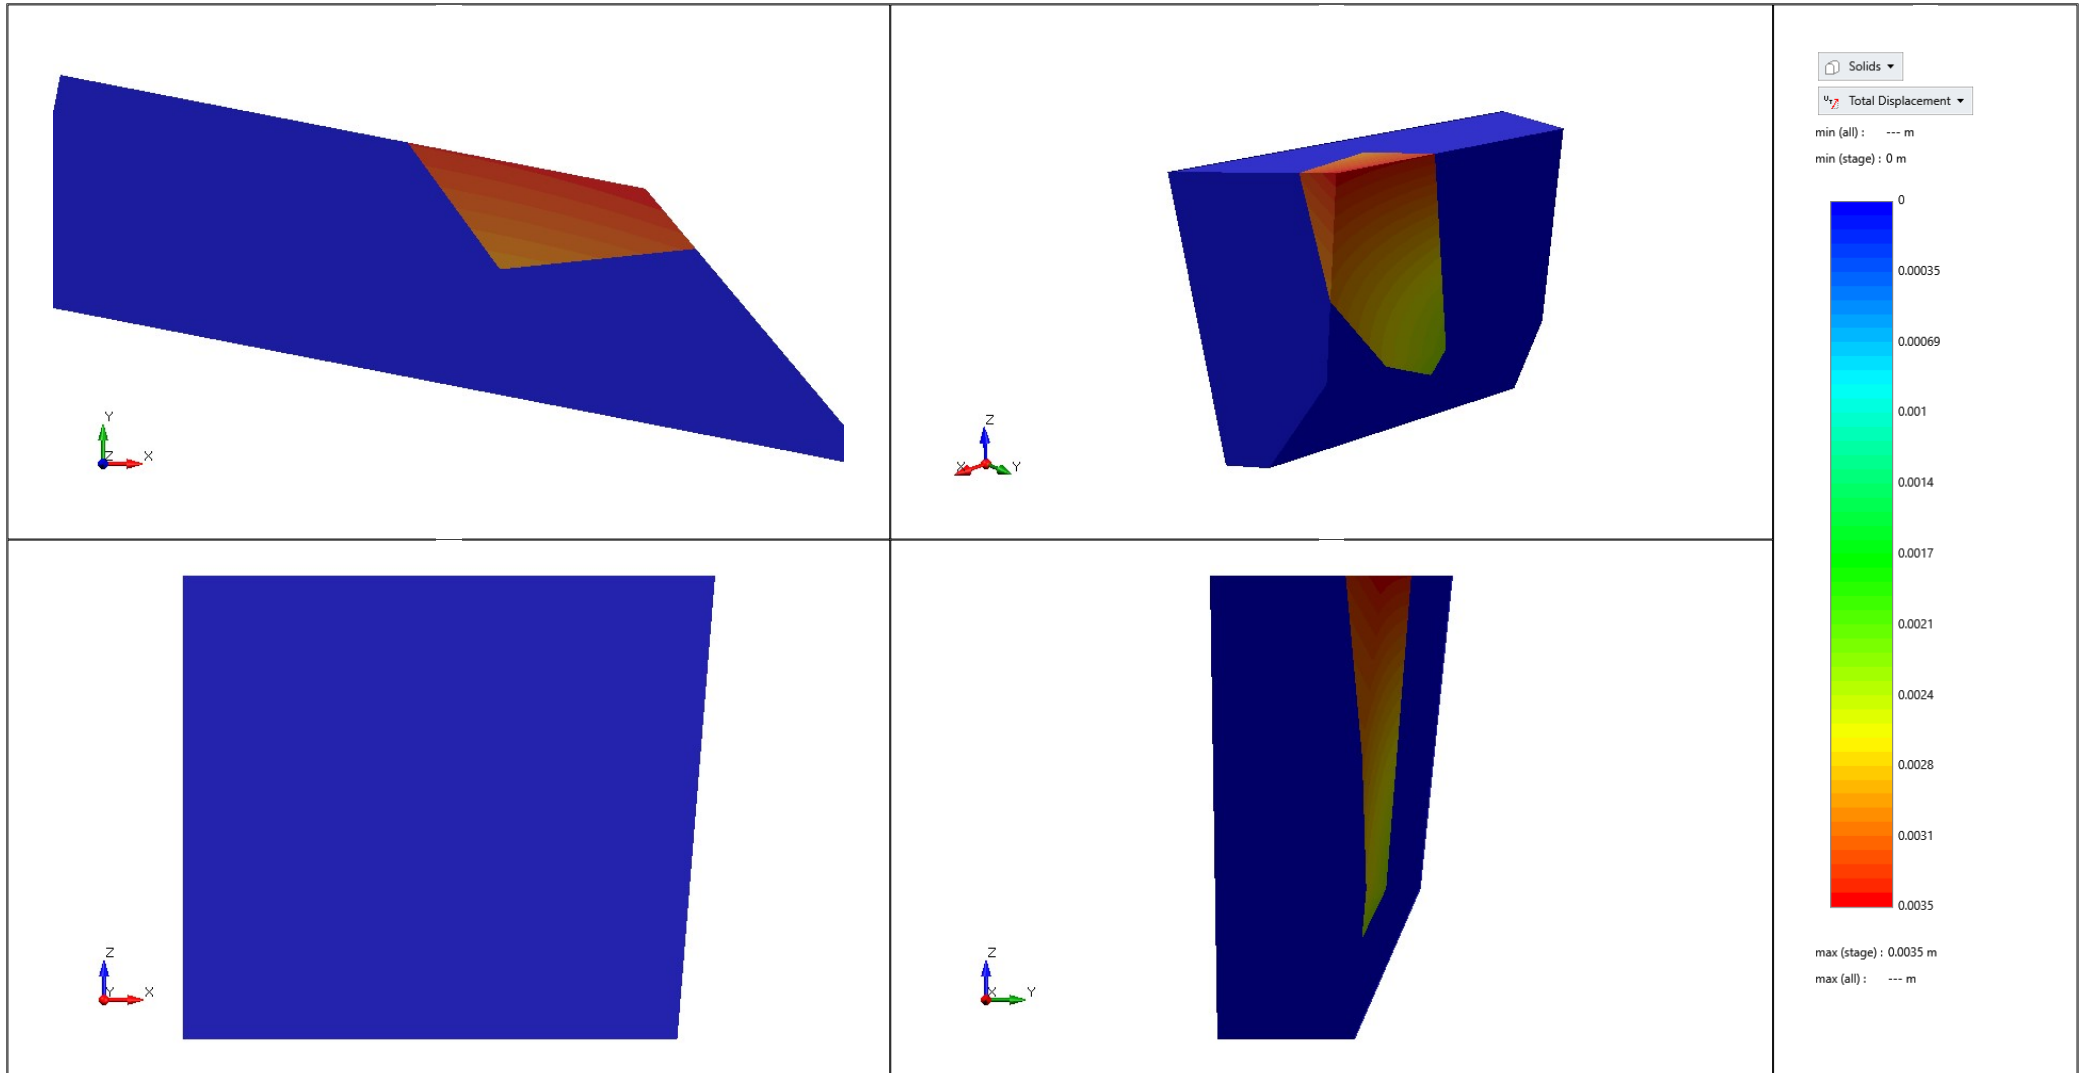 Y
Z
X
Z
X
Y
Z
Y
X
Z
X
Y
Solids
Total Displacement
min (all) : --- m
min (stage) : 0 m
0
0.00035
0.00069
0.001
0.0014
0.0017
0.0021
0.0024
0.0028
0.0031
0.0035
max (stage) : 0.0035 m
max (all) : --- m